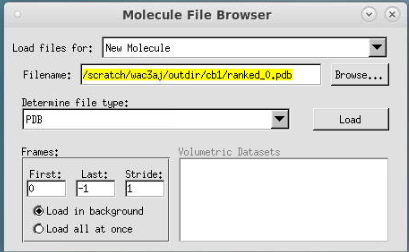 Molecule File Browser
Load files for: New Molecule
Filename: /scratch/wac3aj/outdir/cb1/ranked_0.pdb Browse...
Determine file type:
PDB Load
Frames: Volumetric Datasets
First: Last: Stride:
0 -1 1
Load in background
Load all at once